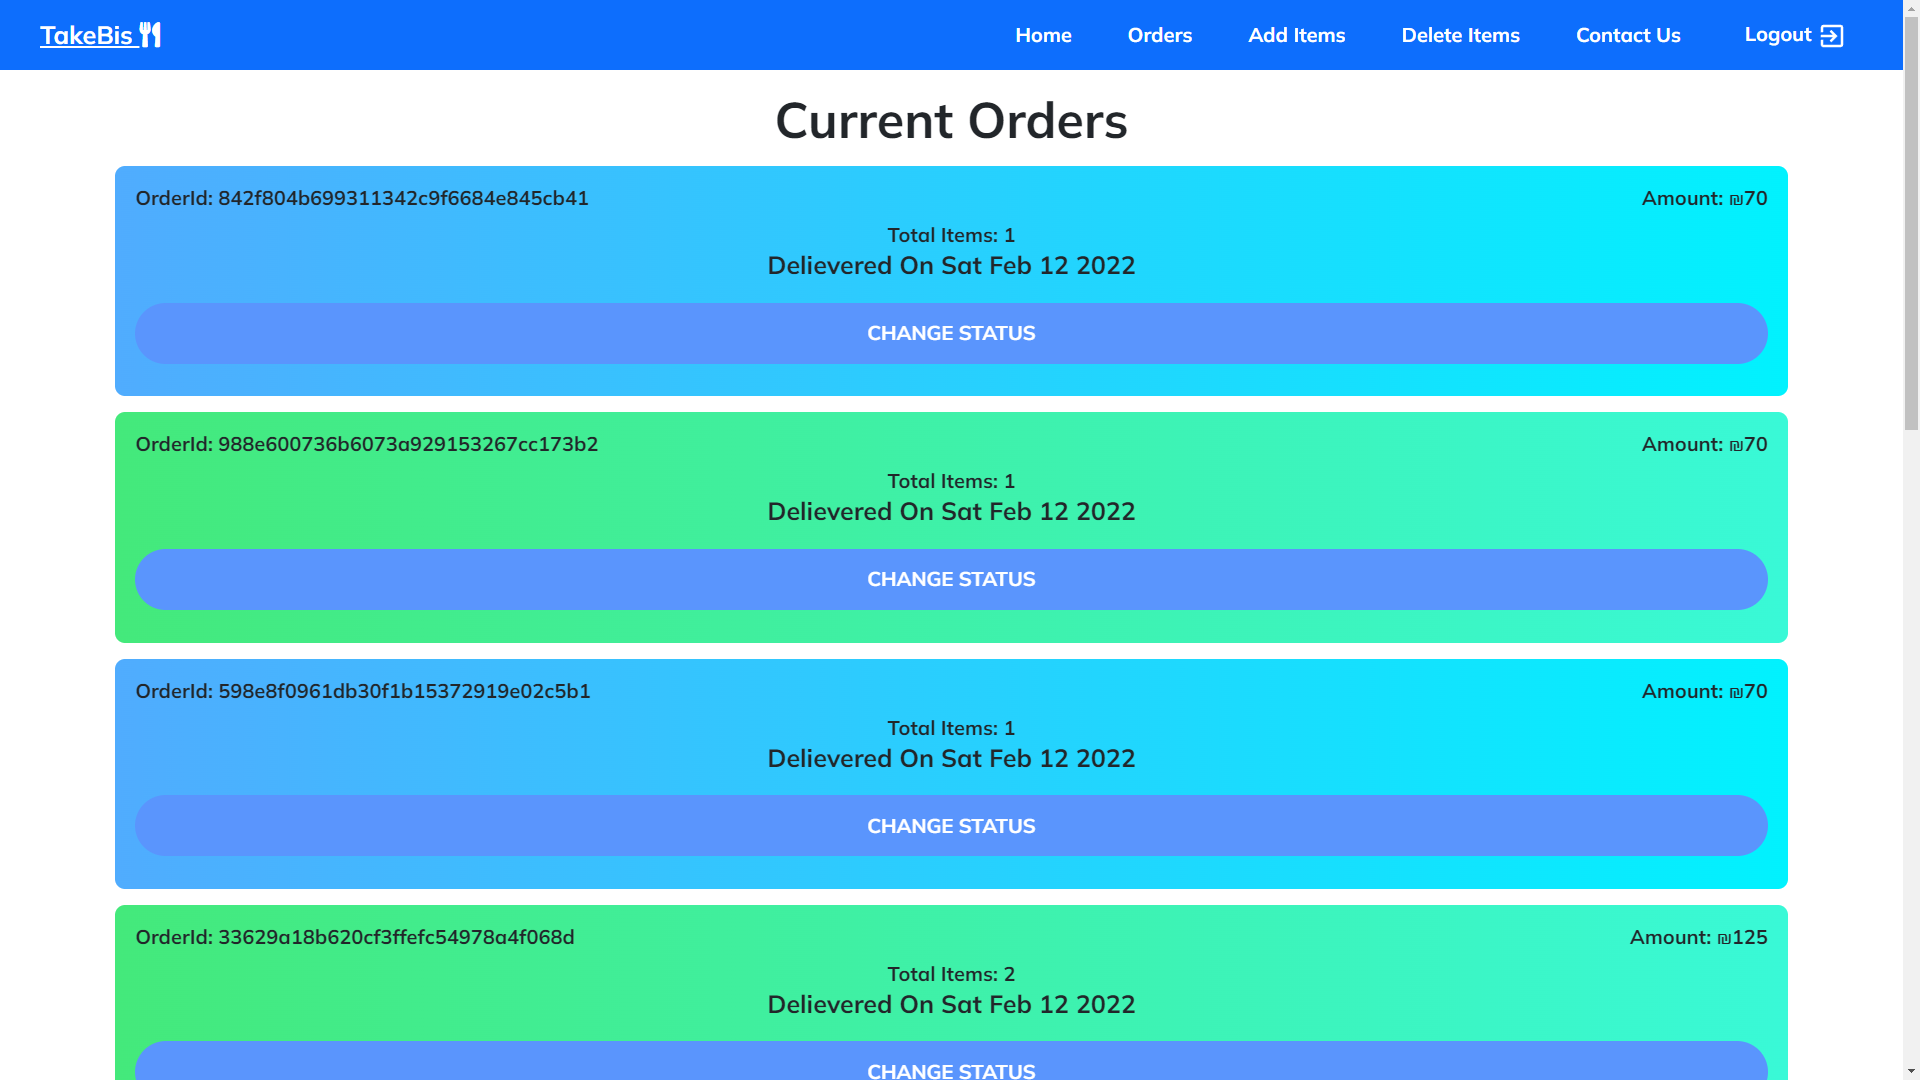 TakeBis
Home Orders Add Items Delete Items Contact Us Logout
Current Orders
OrderId: 842f804b699311342c9f6684e845cb41 Amount: ₪70
Total Items: 1
Delievered On Sat Feb 12 2022
CHANGE STATUS
OrderId: 988e600736b6073a929153267cc173b2 Amount: ₪70
Total Items: 1
Delievered On Sat Feb 12 2022
CHANGE STATUS
OrderId: 598e8f0961db30f1b15372919e02c5b1 Amount: ₪70
Total Items: 1
Delievered On Sat Feb 12 2022
CHANGE STATUS
OrderId: 33629a18b620cf3ffefc54978a4f068d Amount: ₪125
Total Items: 2
Delievered On Sat Feb 12 2022
CHANGE STATUS